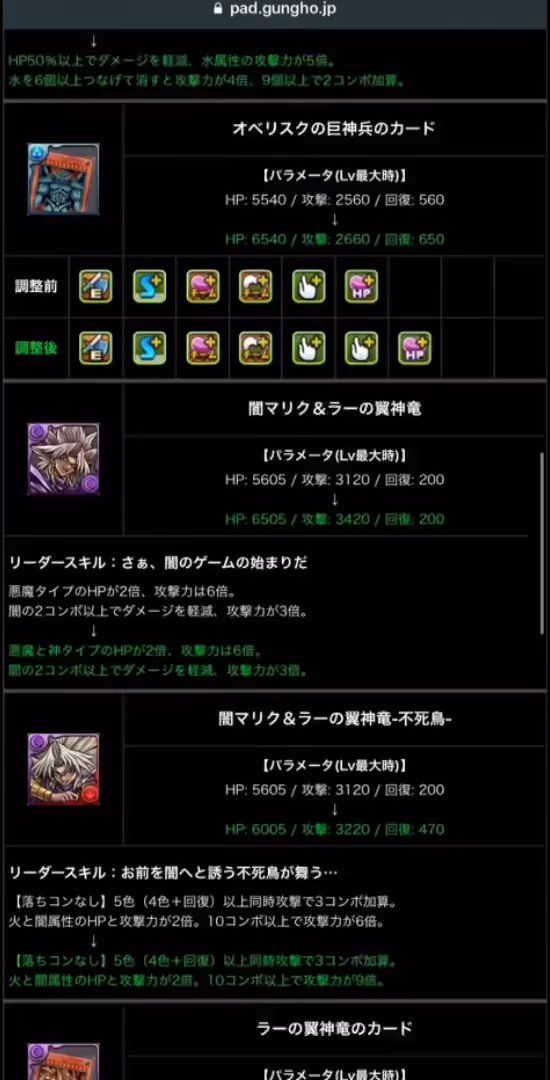 pad.gungho.jp
↓
HP50%以上でダメージを軽減、水属性の攻撃力が5倍。
水を6個以上つなげて消すと攻撃力が4倍、9個以上で2コンボ加算。
オベリスクの巨神兵のカード
【パラメータ(Lv最大時)】
HP: 5540 / 攻撃: 2560 / 回復: 560
↓
HP: 6540 / 攻撃: 2660 / 回復: 650
調整前
E
HP
調整後
E
HP
闇マリク&ラーの翼神竜
【パラメータ(Lv最大時)】
HP: 5605 / 攻撃: 3120 / 回復: 200
↓
HP: 6505 / 攻撃: 3420 / 回復: 200
リーダースキル：さぁ、闇のゲームの始まりだ
悪魔タイプのHPが2倍、攻撃力は6倍。
闇の2コンボ以上でダメージを軽減、攻撃力が3倍。
↓
悪魔と神タイプのHPが2倍、攻撃力は6倍。
闇の2コンボ以上でダメージを軽減、攻撃力が3倍。
闇マリク&ラーの翼神竜-不死鳥-
【パラメータ(Lv最大時)】
HP: 5605 / 攻撃: 3120 / 回復: 200
↓
HP: 6005 / 攻撃: 3220 / 回復: 470
リーダースキル：お前を闇へと誘う不死鳥が舞う…
【落ちコンなし】5色（4色＋回復）以上同時攻撃で3コンボ加算。
火と闇属性のHPと攻撃力が2倍。10コンボ以上で攻撃力が6倍。
↓
【落ちコンなし】5色（4色＋回復）以上同時攻撃で3コンボ加算。
火と闇属性のHPと攻撃力が2倍。10コンボ以上で攻撃力が9倍。
ラーの翼神竜のカード
【パラメータ(Lv最大時)】